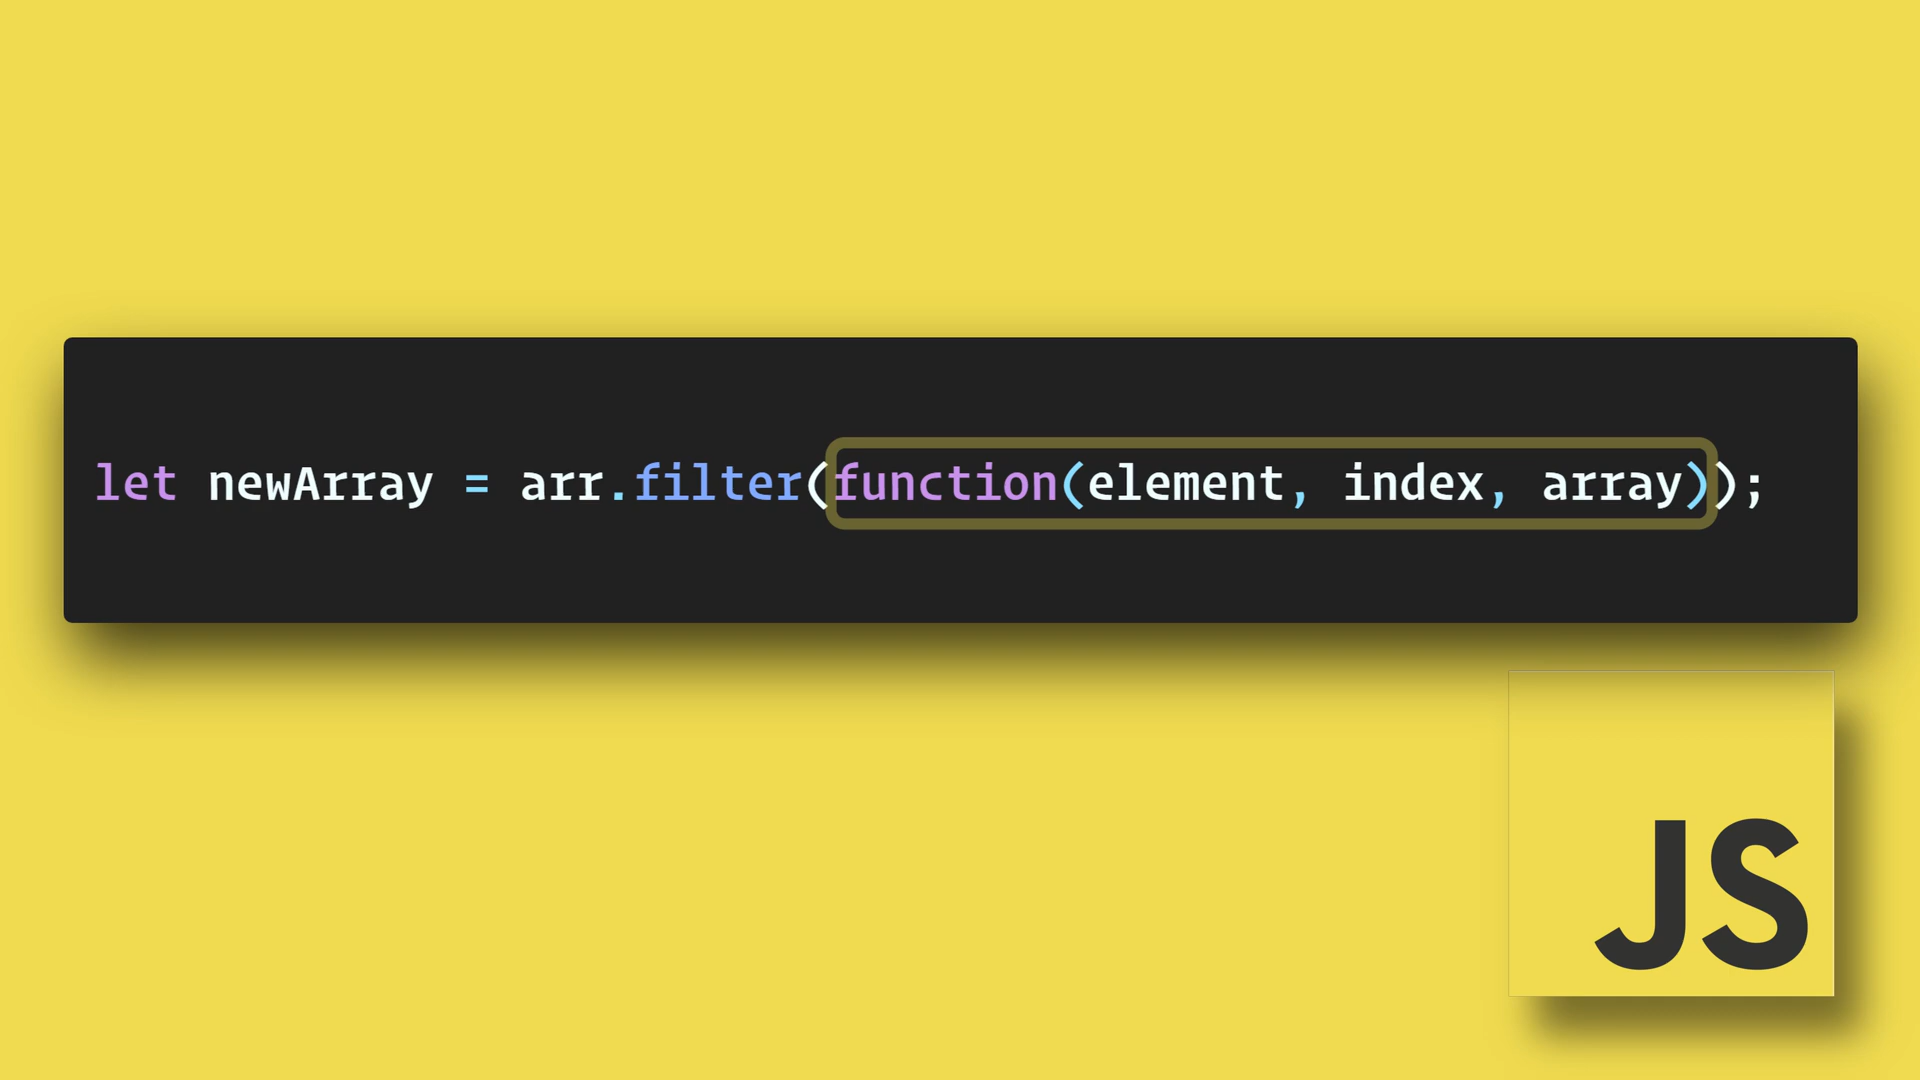 let newArray = arr.filter(function(element, index, array));
JS